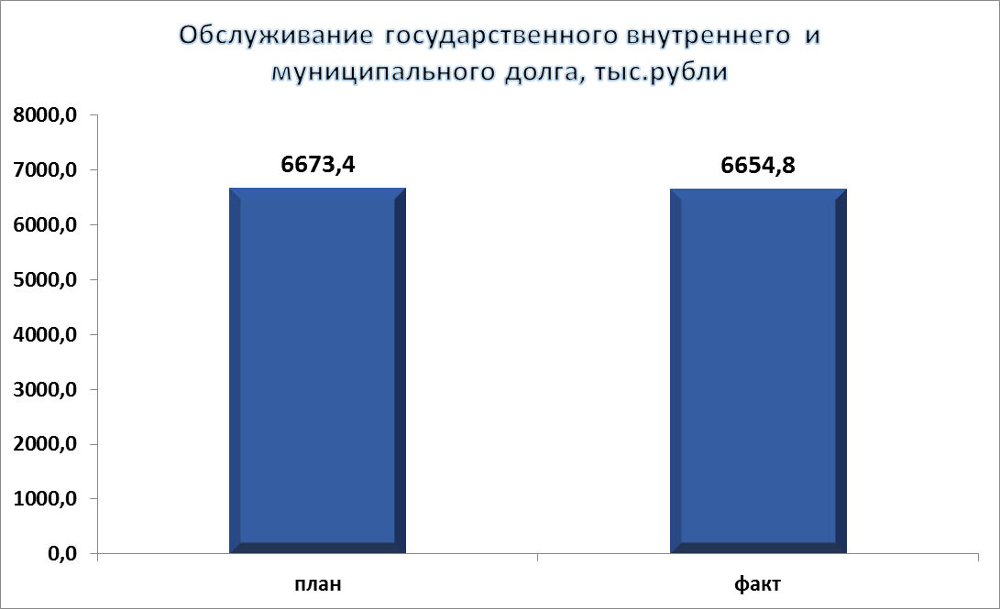 Обслуживание государственного внутреннего и
муниципального долга, тыс.рубли
8000,0
7000,0
6000,0
5000,0
4000,0
3000,0
2000,0
1000,0
0,0
6673,4
6654,8
план
факт